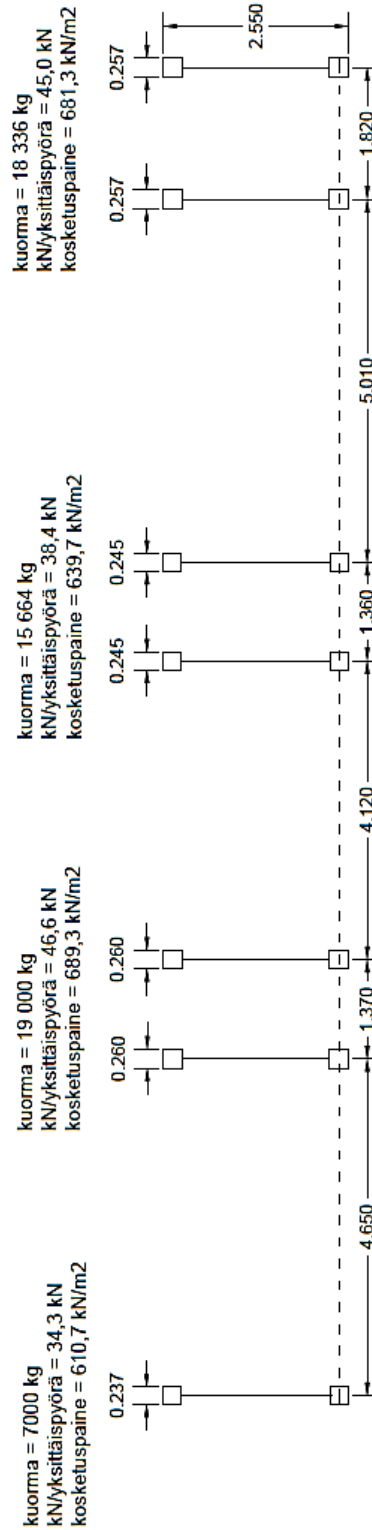 kuorma = 7000 kg
kN/yksittäispyörä = 34,3 kN
kosketuspaine = 610,7 kN/m2
kuorma = 19 000 kg
kN/yksittäispyörä = 46,6 kN
kosketuspaine = 689,3 kN/m2
kuorma = 15 664 kg
kN/yksittäispyörä = 38,4 kN
kosketuspaine = 639,7 kN/m2
kuorma = 18 336 kg
kN/yksittäispyörä = 45,0 kN
kosketuspaine = 681,3 kN/m2
0.237
0.260
0.260
0.245
0.245
0.257
0.257
2.550
4.650
1.370
4.120
1.360
5.010
1.820